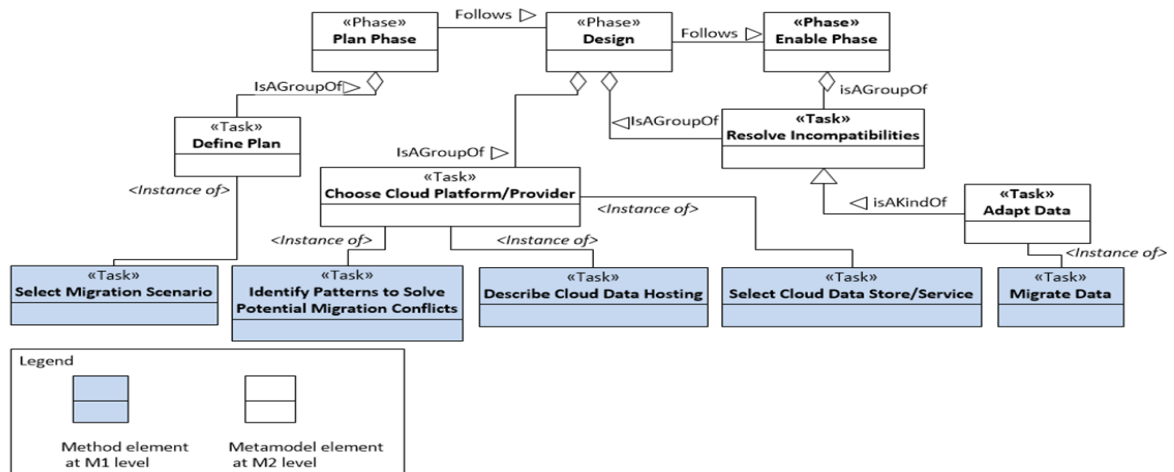 «Phase»
Plan Phase
Follows
«Phase»
Design
Follows
«Phase»
Enable Phase
IsAGroupOf
IsAGroupOf
isAGroupOf
«Task»
Define Plan
«Task»
Resolve Incompatibilities
IsAGroupOf
<Instance of>
«Task»
Choose Cloud Platform/Provider
<Instance of>
isAKindOf
«Task»
Adapt Data
<Instance of>
<Instance of>
<Instance of>
«Task»
Select Migration Scenario
«Task»
Identify Patterns to Solve
Potential Migration Conflicts
«Task»
Describe Cloud Data Hosting
«Task»
Select Cloud Data Store/Service
«Task»
Migrate Data
Legend
Method element
at M1 level
Metamodel element
at M2 level